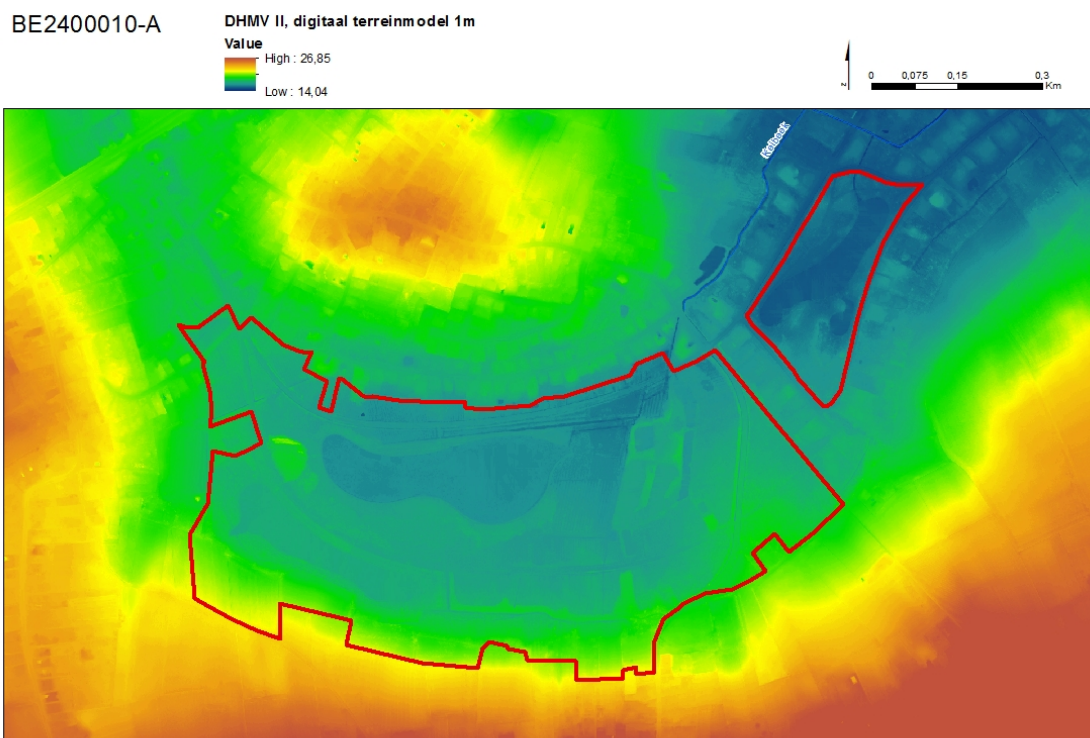 BE2400010-A
DHMV II, digitaal terreinmodel 1m
Value
High : 26,85
Low : 14,04
N
0 0,075 0,15 0,3
Km
Kelbeek